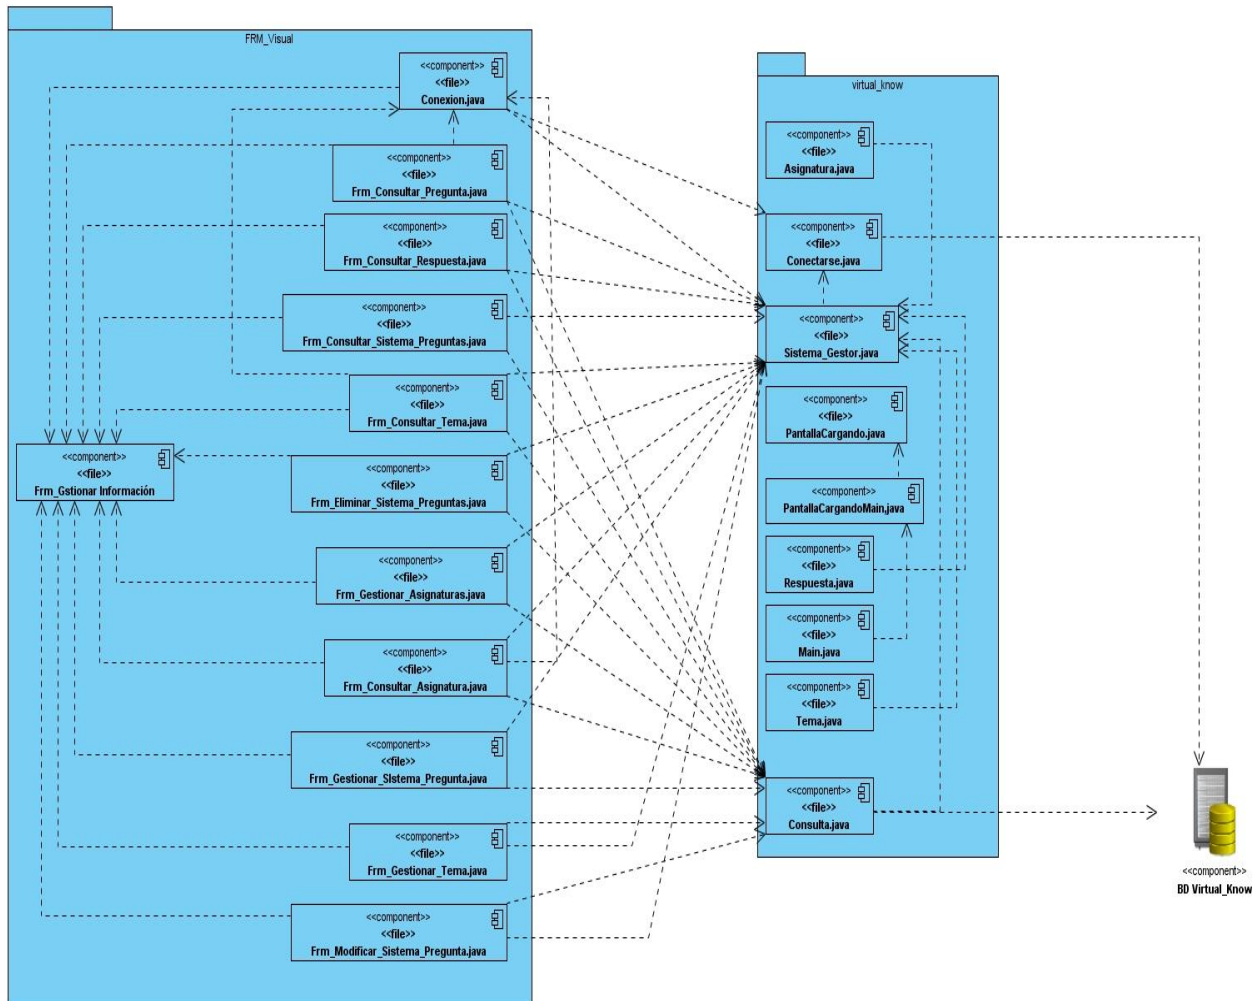 FRM_Visual
<<component>>
<<file>>
Conexion.java
<<component>>
<<file>>
Frm_Consultar_Pregunta.java
<<component>>
<<file>>
Frm_Consultar_Respuesta.java
<<component>>
<<file>>
Frm_Consultar_Sistema_Preguntas.java
<<component>>
<<file>>
Frm_Consultar_Tema.java
<<component>>
<<file>>
Frm_Gstionar Información
<<component>>
<<file>>
Frm_Eliminar_Sistema_Preguntas.java
<<component>>
<<file>>
Frm_Gestionar_Asignaturas.java
<<component>>
<<file>>
Frm_Consultar_Asignatura.java
<<component>>
<<file>>
Frm_Gestionar_SIstema_Pregunta.java
<<component>>
<<file>>
Frm_Gestionar_Tema.java
<<component>>
<<file>>
Frm_Modificar_Sistema_Pregunta.java
virtual_know
<<component>>
<<file>>
Asignatura.java
<<component>>
<<file>>
Conectarse.java
<<component>>
<<file>>
Sistema_Gestor.java
<<component>>
<<file>>
PantallaCargando.java
<<component>>
PantallaCargandoMain,java
<<component>>
<<file>>
Respuesta.java
<<component>>
<<file>>
Main.java
<<component>>
<<file>>
Tema.java
<<component>>
<<file>>
Consulta.java
<<component>>
BD Virtual_Know